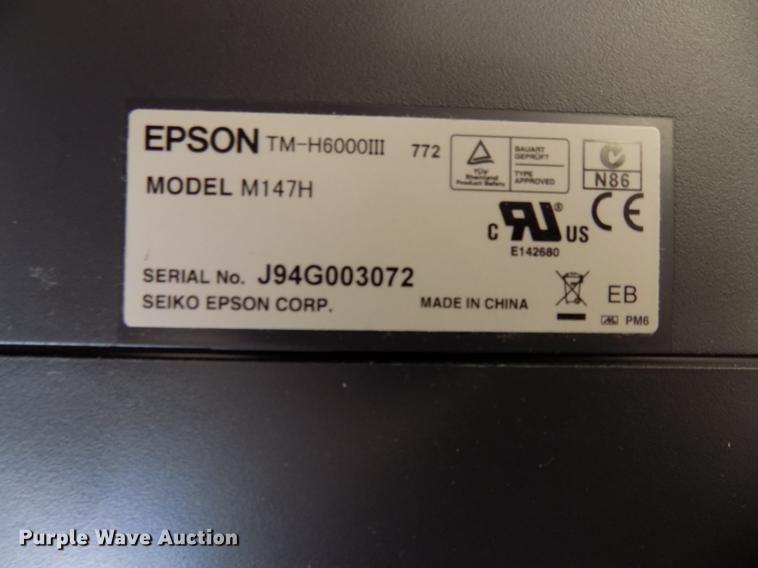 EPSON TM-H6000III 772
TÜV
Rheinland
Product Safety
BAUART
GEPRÜFT
TYPE
APPROVED
N86
MODEL M147H
C RU ® US
CE
E142680
SERIAL No. J94G003072
SEIKO EPSON CORP. MADE IN CHINA
EB
PM6
Purple Wave Auction